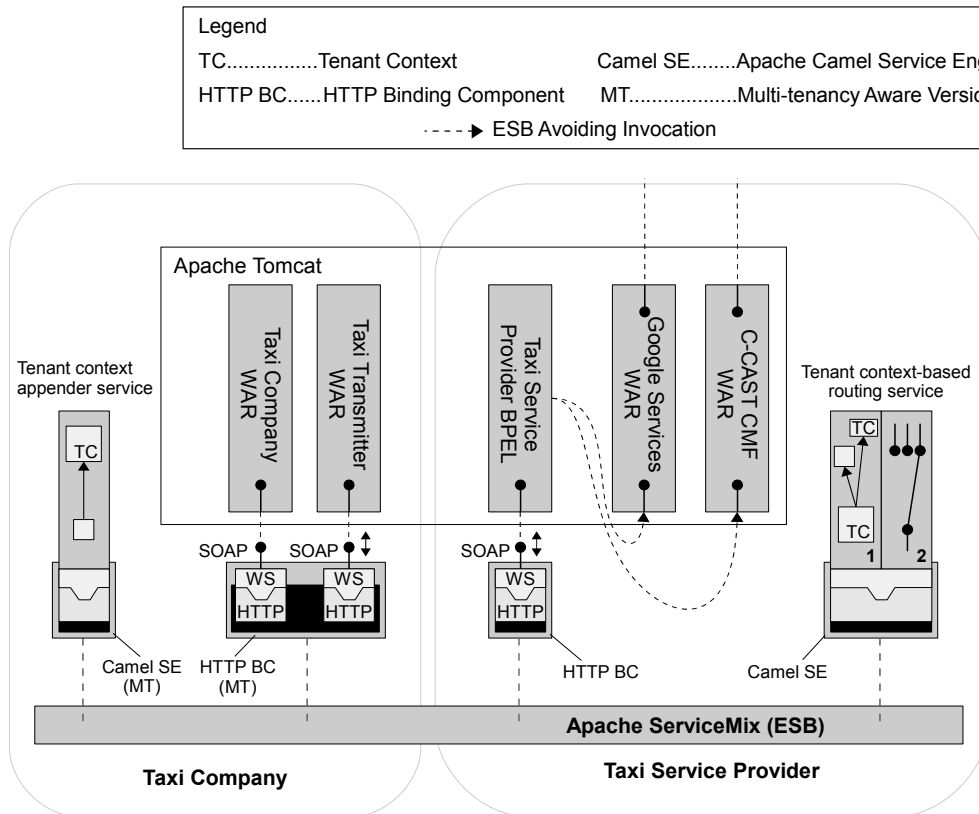 Legend
TC................Tenant Context
Camel SE........Apache Camel Service Eng
HTTP BC......HTTP Binding Component
MT...................Multi-tenancy Aware Versio
ESB Avoiding Invocation
Apache Tomcat
Taxi Company
WAR
Taxi Transmitter
WAR
Taxi Service
Provider BPEL
Google Services
WAR
C-CAST CMF
WAR
Tenant context
appender service
TC
Tenant context-based
routing service
TC
TC
1
2
SOAP
SOAP
SOAP
WS
HTTP
WS
HTTP
WS
HTTP
Camel SE
(MT)
HTTP BC
(MT)
HTTP BC
Camel SE
Apache ServiceMix (ESB)
Taxi Company
Taxi Service Provider